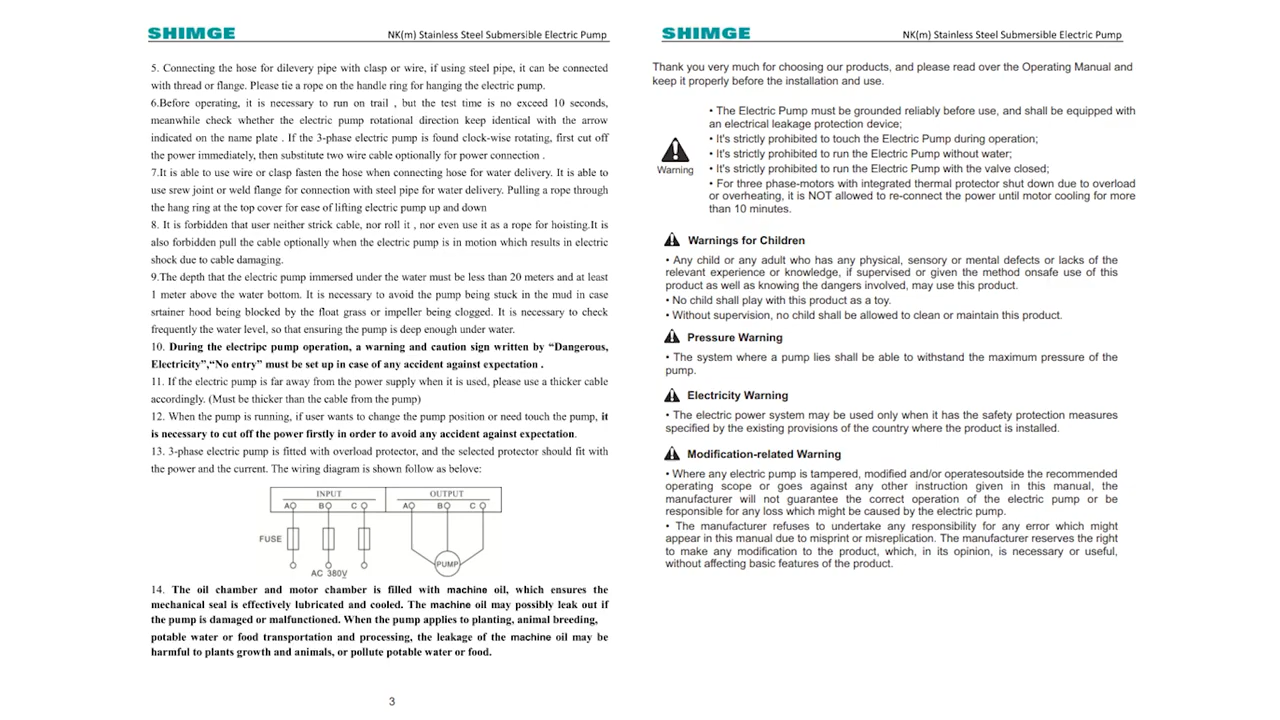 SHIMGE NK(m) Stainless Steel Submersible Electric Pump
5. Connecting the hose for dilevery pipe with clasp or wire, if using steel pipe, it can be connected
with thread or flange. Please tie a rope on the handle ring for hanging the electric pump.
6.Before operating, it is necessary to run on trail , but the test time is no exceed 10 seconds,
meanwhile check whether the electric pump rotational direction keep identical with the arrow
indicated on the name plate . If the 3-phase electric pump is found clock-wise rotating, first cut off
the power immediately, then substitute two wire cable optionally for power connection .
7.It is able to use wire or clasp fasten the hose when connecting hose for water delivery. It is able to
use srew joint or weld flange for connection with steel pipe for water delivery. Pulling a rope through
the hang ring at the top cover for ease of lifting electric pump up and down
8. It is forbidden that user neither strick cable, nor roll it , nor even use it as a rope for hoisting.It is
also forbidden pull the cable optionally when the electric pump is in motion which results in electric
shock due to cable damaging.
9.The depth that the electric pump immersed under the water must be less than 20 meters and at least
1 meter above the water bottom. It is necessary to avoid the pump being stuck in the mud in case
srtainer hood being blocked by the float grass or impeller being clogged. It is necessary to check
frequently the water level, so that ensuring the pump is deep enough under water.
10. During the electripc pump operation, a warning and caution sign written by “Dangerous,
Electricity”,“No entry” must be set up in case of any accident against expectation .
11. If the electric pump is far away from the power supply when it is used, please use a thicker cable
accordingly. (Must be thicker than the cable from the pump)
12. When the pump is running, if user wants to change the pump position or need touch the pump, it
is necessary to cut off the power firstly in order to avoid any accident against expectation.
13. 3-phase electric pump is fitted with overload protector, and the selected protector should fit with
the power and the current. The wiring diagram is shown follow as belove:
INPUT OUTPUT
A B C A B C
FUSE
PUMP
AC 380V
14. The oil chamber and motor chamber is filled with machine oil, which ensures the
mechanical seal is effectively lubricated and cooled. The machine oil may possibly leak out if
the pump is damaged or malfunctioned. When the pump applies to planting, animal breeding,
potable water or food transportation and processing, the leakage of the machine oil may be
harmful to plants growth and animals, or pollute potable water or food.
3
SHIMGE NK(m) Stainless Steel Submersible Electric Pump
Thank you very much for choosing our products, and please read over the Operating Manual and
keep it properly before the installation and use.
• The Electric Pump must be grounded reliably before use, and shall be equipped with
an electrical leakage protection device;
• It's strictly prohibited to touch the Electric Pump during operation;
• It's strictly prohibited to run the Electric Pump without water;
Warning
• It's strictly prohibited to run the Electric Pump with the valve closed;
• For three phase-motors with integrated thermal protector shut down due to overload
or overheating, it is NOT allowed to re-connect the power until motor cooling for more
than 10 minutes.
Warnings for Children
• Any child or any adult who has any physical, sensory or mental defects or lacks of the
relevant experience or knowledge, if supervised or given the method onsafe use of this
product as well as knowing the dangers involved, may use this product.
• No child shall play with this product as a toy.
• Without supervision, no child shall be allowed to clean or maintain this product.
Pressure Warning
• The system where a pump lies shall be able to withstand the maximum pressure of the
pump.
Electricity Warning
• The electric power system may be used only when it has the safety protection measures
specified by the existing provisions of the country where the product is installed.
Modification-related Warning
• Where any electric pump is tampered, modified and/or operatesoutside the recommended
operating scope or goes against any other instruction given in this manual, the
manufacturer will not guarantee the correct operation of the electric pump or be
responsible for any loss which might be caused by the electric pump.
• The manufacturer refuses to undertake any responsibility for any error which might
appear in this manual due to misprint or misreplication. The manufacturer reserves the right
to make any modification to the product, which, in its opinion, is necessary or useful,
without affecting basic features of the product.